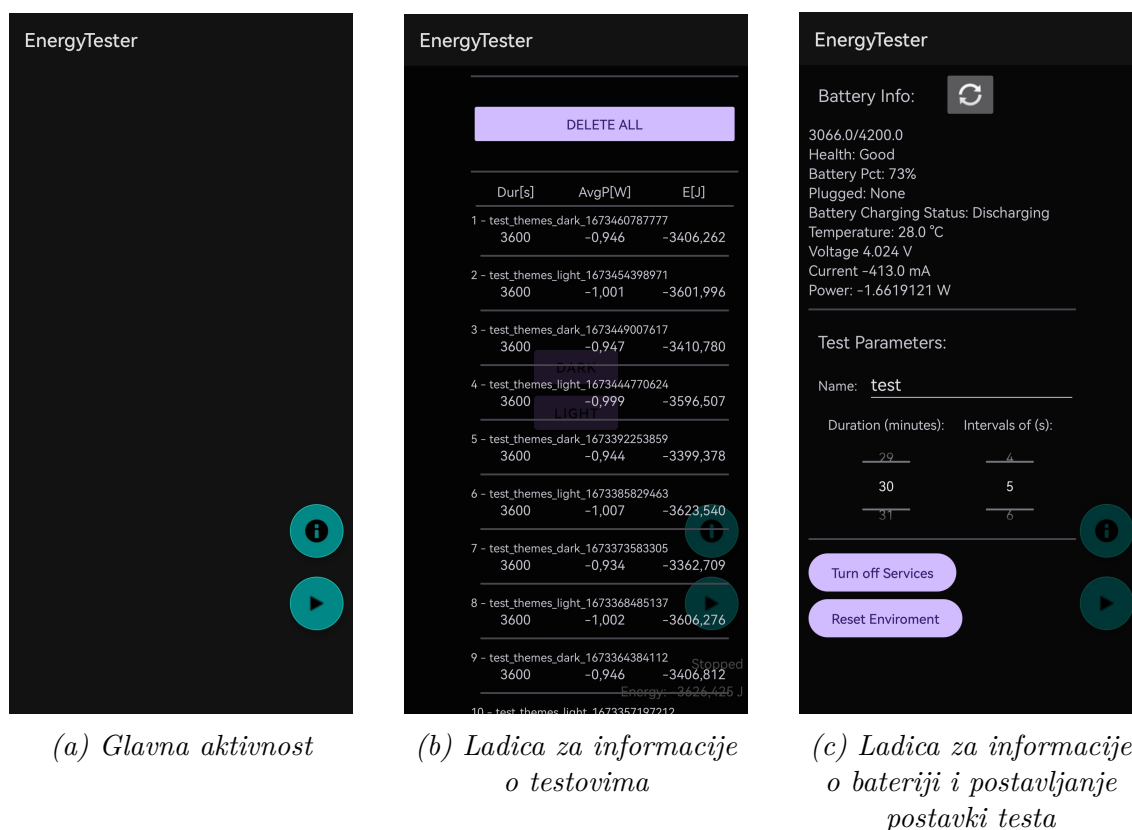 EnergyTester
EnergyTester
DELETE ALL
Dur[s] AvgP[W] E[J]
1 - test_themes_dark_1673460787777
3600 -0,946 -3406,262
2 - test_themes_light_1673454398971
3600 -1,001 -3601,996
3 - test_themes_dark_1673449007617
3600 -0,947 -3410,780
DARK
4 - test_themes_light_1673444770624
3600 -0,999 -3596,507
LIGHT
5 - test_themes_dark_1673392253859
3600 -0,944 -3399,378
6 - test_themes_light_1673385829463
3600 -1,007 -3623,540
7 - test_themes_dark_1673373583305
3600 -0,934 -3362,709
8 - test_themes_light_1673368485137
3600 -1,002 -3606,276
9 - test_themes_dark_1673364384112
Stopped
3600 -0,946 -3406,812
Energy: -3626,425 J
10 - test_themes_light_1673357197212
EnergyTester
Battery Info:
3066.0/4200.0
Health: Good
Battery Pct: 73%
Plugged: None
Battery Charging Status: Discharging
Temperature: 28.0 °C
Voltage 4.024 V
Current -413.0 mA
Power: -1.6619121 W
Test Parameters:
Name: test
Duration (minutes): Intervals of (s):
29 4
30 5
31 6
Turn off Services
Reset Enviroment
(a) Glavna aktivnost
(b) Ladica za informacije
o testovima
(c) Ladica za informacije
o bateriji i postavljanje
postavki testa